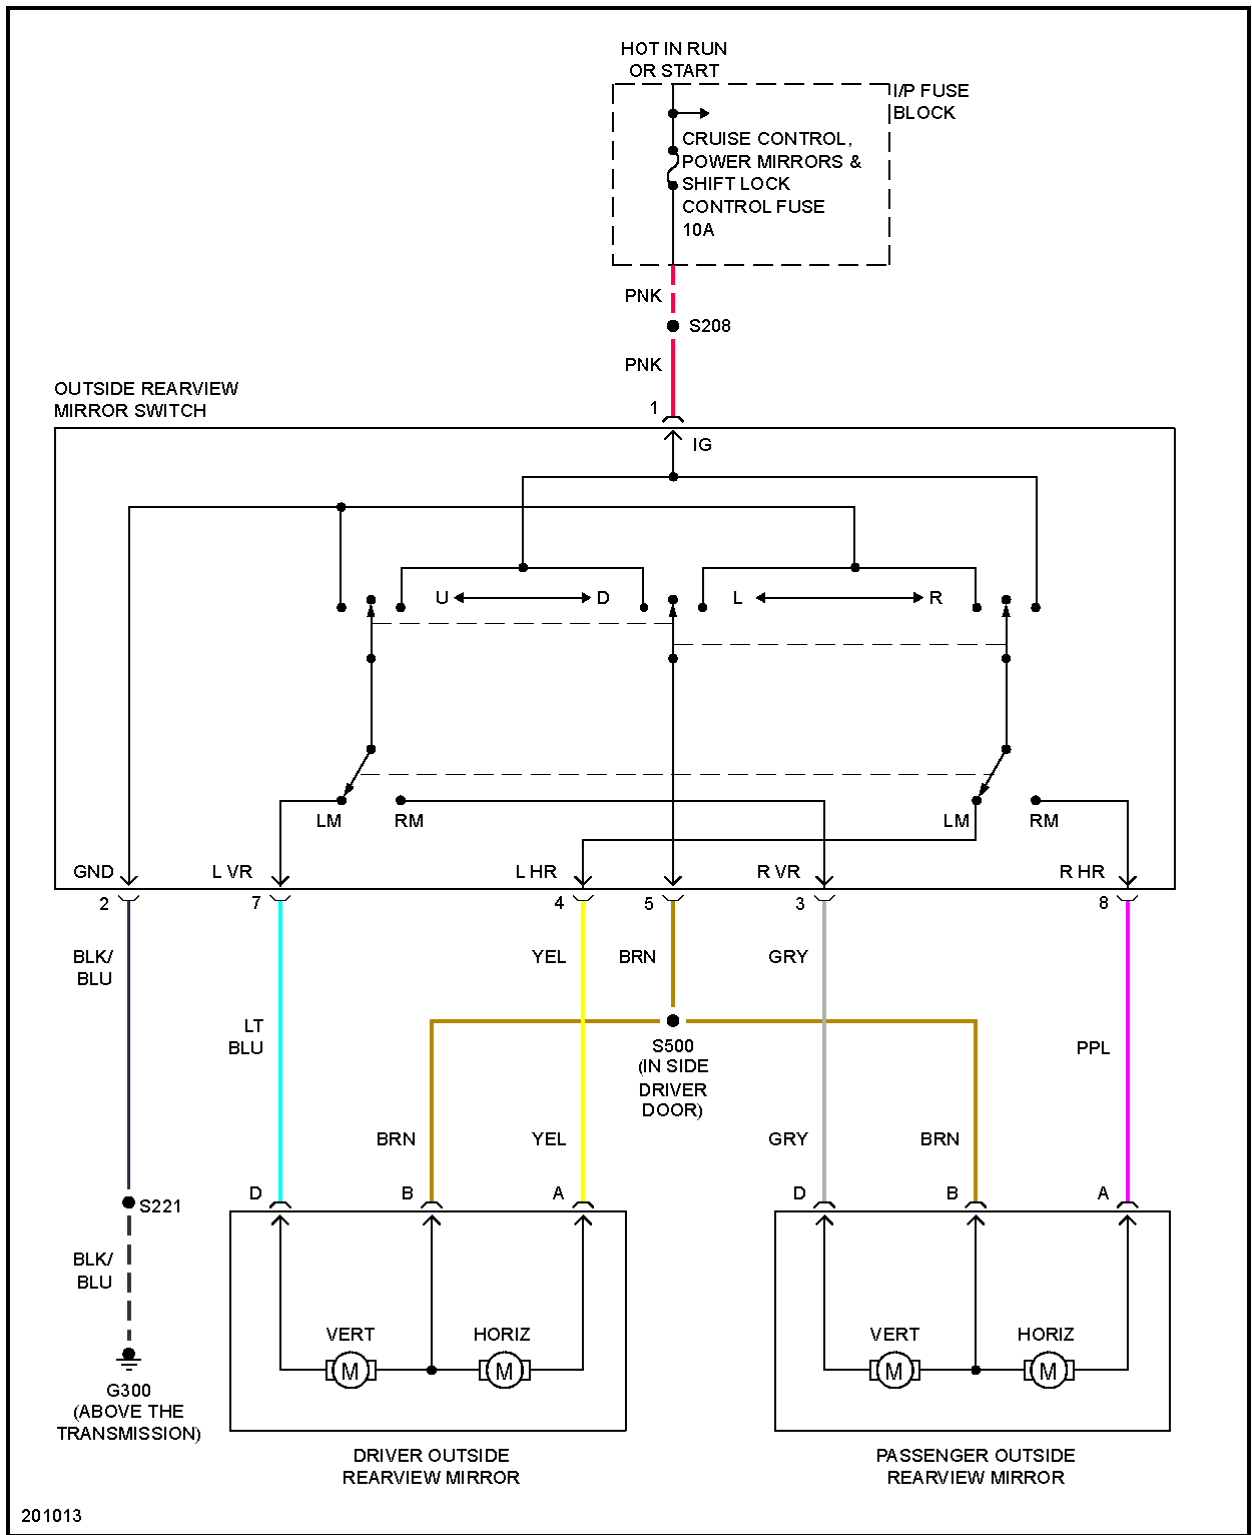 HOT IN RUN
OR START
I/P FUSE
BLOCK
CRUISE CONTROL,
POWER MIRRORS &
SHIFT LOCK
CONTROL FUSE
10A
PNK
S208
PNK
OUTSIDE REARVIEW
MIRROR SWITCH
1
IG
U
D
L
R
LM
RM
LM
RM
GND
L VR
L HR
R VR
R HR
2
7
4
5
3
8
BLK/
BLU
YEL
BRN
GRY
LT
BLU
S500
(IN SIDE
DRIVER
DOOR)
PPL
BRN
YEL
GRY
BRN
D
B
A
D
B
A
S221
BLK/
BLU
VERT
HORIZ
VERT
HORIZ
M
M
M
M
G300
(ABOVE THE
TRANSMISSION)
DRIVER OUTSIDE
REARVIEW MIRROR
PASSENGER OUTSIDE
REARVIEW MIRROR
201013